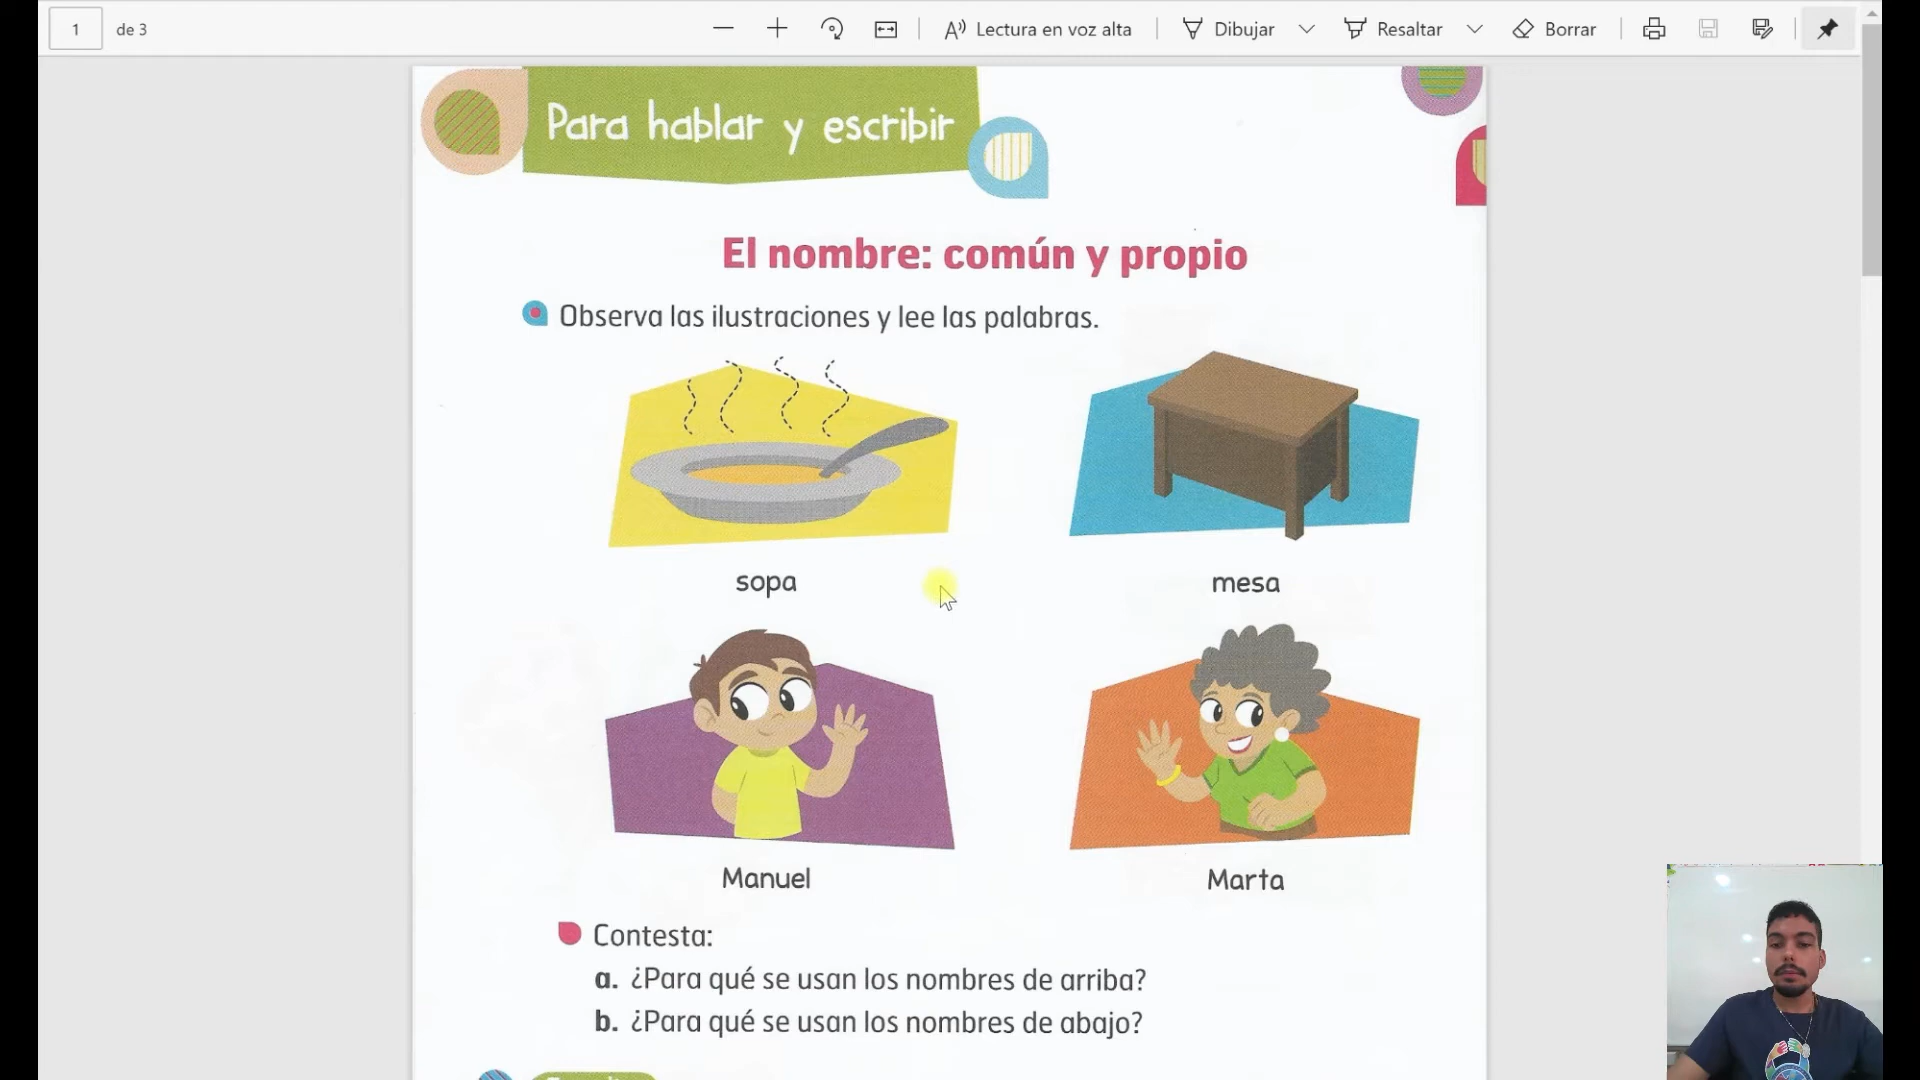 1 de 3 Lectura en voz alta Dibujar Resaltar Borrar
Para hablar y escribir
El nombre: común y propio
Observa las ilustraciones y lee las palabras.
sopa mesa
Manuel Marta
Contesta:
a. ¿Para qué se usan los nombres de arriba?
b. ¿Para qué se usan los nombres de abajo?